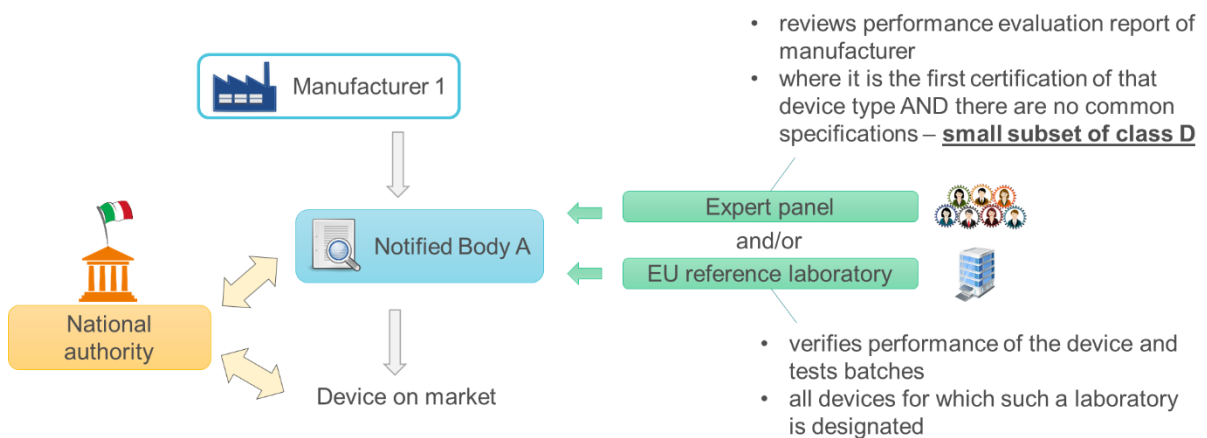 • reviews performance evaluation report of
manufacturer
• where it is the first certification of that
device type AND there are no common
specifications – small subset of class D
Manufacturer 1
Expert panel
and/or
EU reference laboratory
Notified Body A
National
authority
Device on market
• verifies performance of the device and
tests batches
• all devices for which such a laboratory
is designated